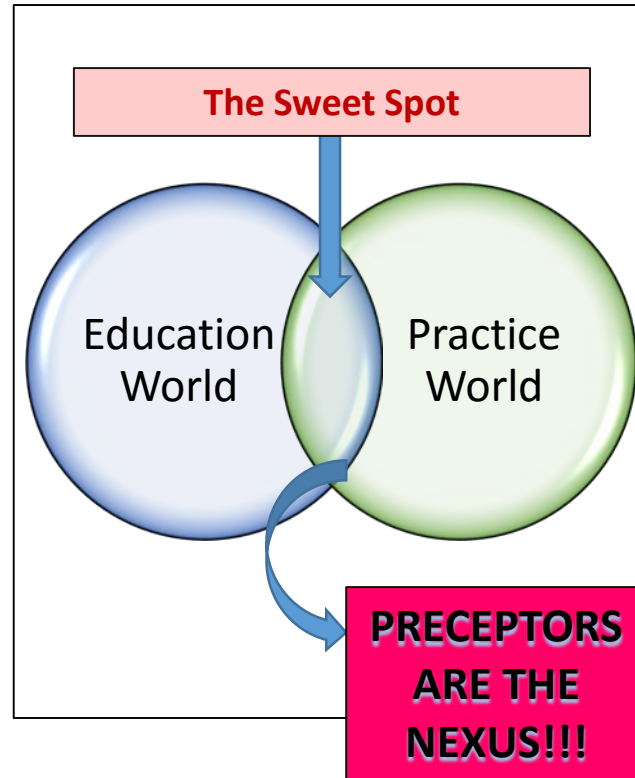 The Sweet Spot
Education
World
Practice
World
PRECEPTORS
ARE THE
NEXUS!!!